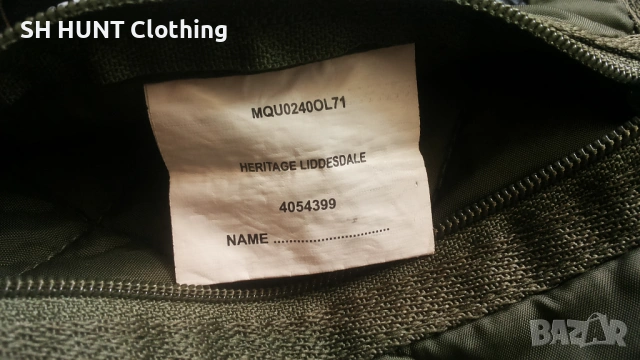 SH HUNT Clothing
MQU0240OL71
HERITAGE LIDDESDALE
4054399
NAME ..............................
BAZAR